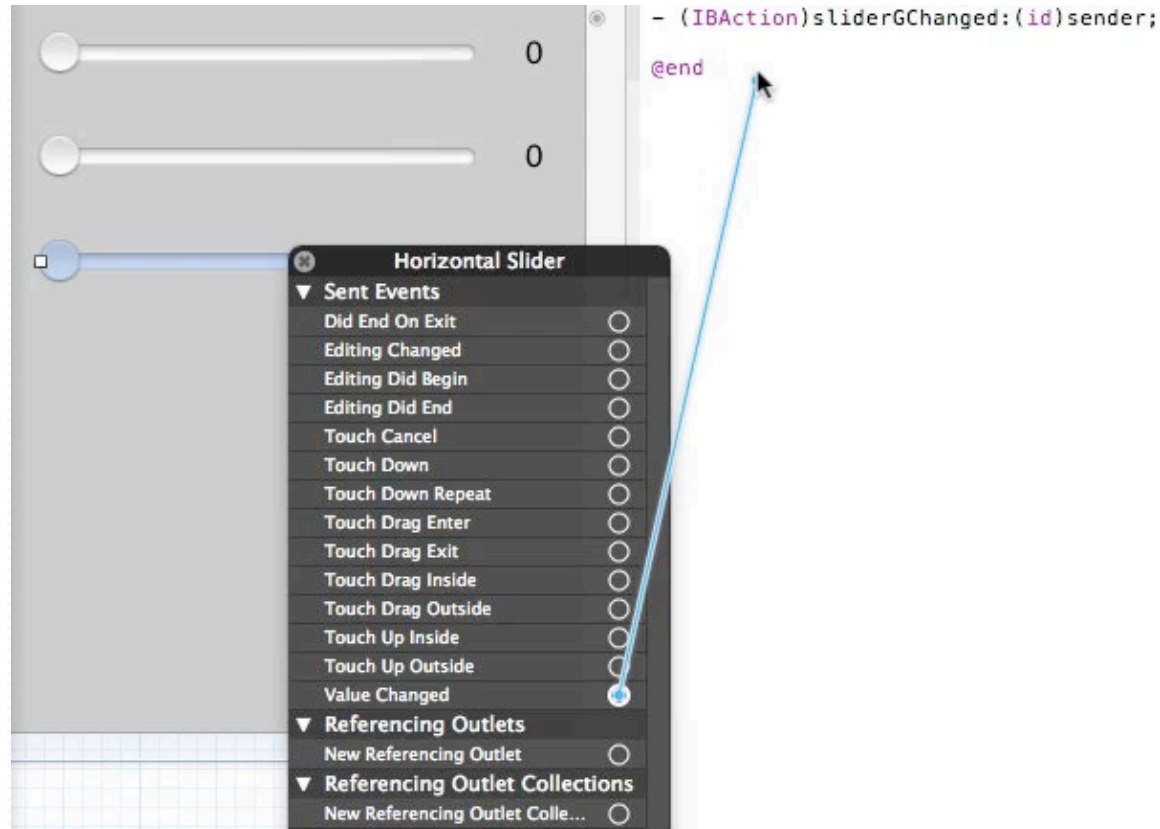 - (IBAction)sliderGChanged:(id)sender;
0
@end
0
Horizontal Slider
Sent Events
Did End On Exit
Editing Changed
Editing Did Begin
Editing Did End
Touch Cancel
Touch Down
Touch Down Repeat
Touch Drag Enter
Touch Drag Exit
Touch Drag Inside
Touch Drag Outside
Touch Up Inside
Touch Up Outside
Value Changed
Referencing Outlets
New Referencing Outlet
Referencing Outlet Collections
New Referencing Outlet Colle...